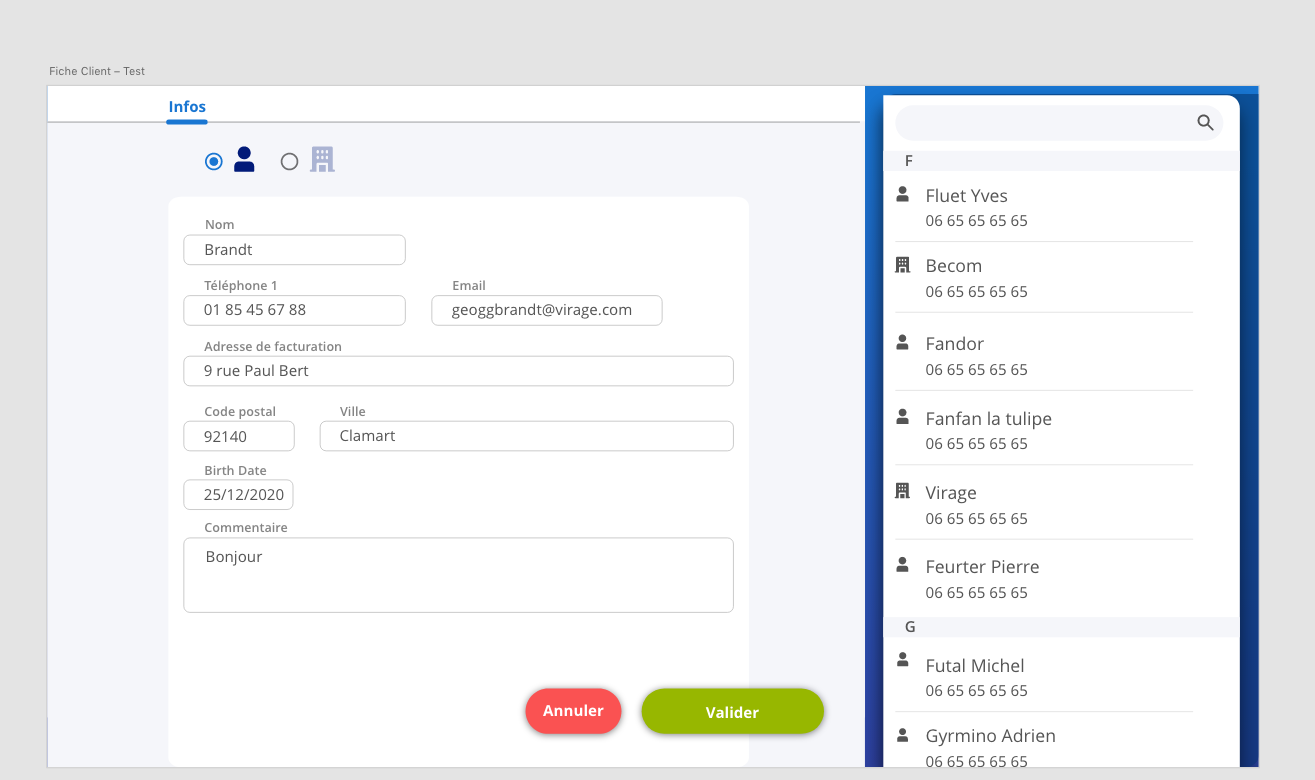 Fiche Client – Test
Infos
Nom
Brandt
Téléphone 1
Email
01 85 45 67 88
geoggbrandt@virage.com
Adresse de facturation
9 rue Paul Bert
Code postal
Ville
92140
Clamart
Birth Date
25/12/2020
Commentaire
Bonjour
Annuler
Valider
F
Fluet Yves
06 65 65 65 65
Becom
06 65 65 65 65
Fandor
06 65 65 65 65
Fanfan la tulipe
06 65 65 65 65
Virage
06 65 65 65 65
Feurter Pierre
06 65 65 65 65
G
Futal Michel
06 65 65 65 65
Gyrmino Adrien
06 65 65 65 65